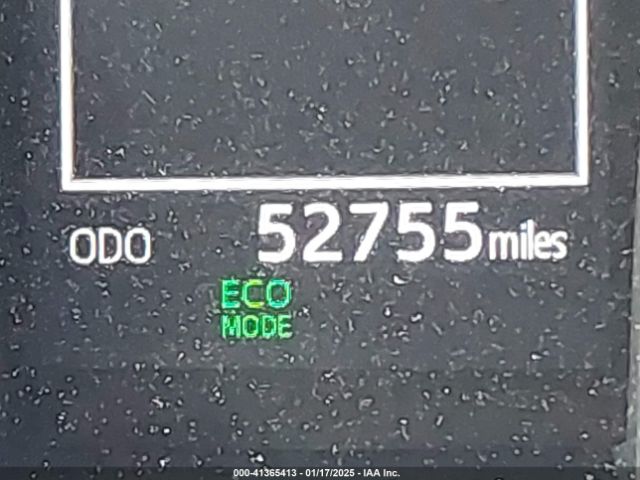 ODO 52755 miles
ECO
MODE
000-41365413 - 01/17/2025 - IAA Inc.